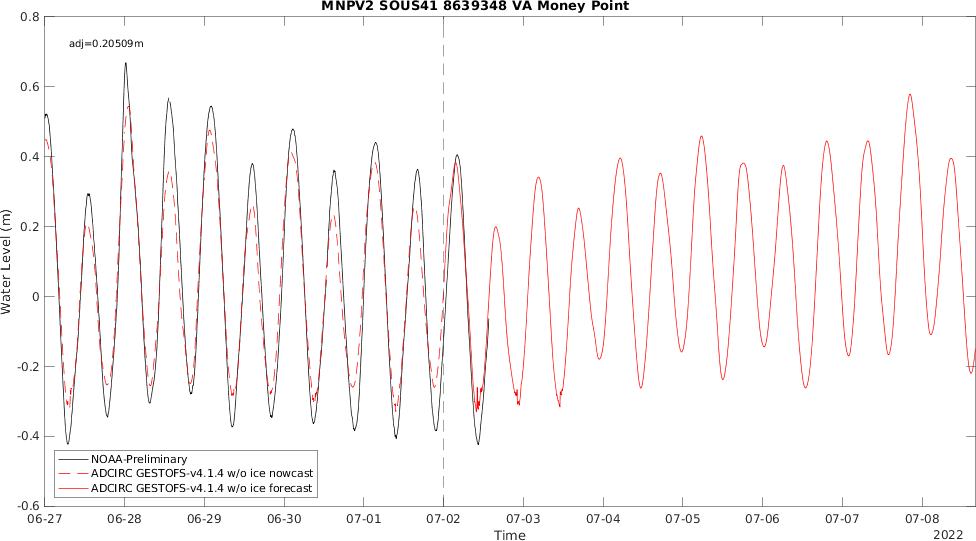 MNPV2 SOUS41 8639348 VA Money Point
adj=0.20509m
Water Level (m)
0.8
0.6
0.4
0.2
0
-0.2
-0.4
-0.6
NOAA-Preliminary
ADCIRC GESTOFS-v4.1.4 w/o ice nowcast
ADCIRC GESTOFS-v4.1.4 w/o ice forecast
06-27 06-28 06-29 06-30 07-01 07-02 07-03 07-04 07-05 07-06 07-07 07-08
Time
2022